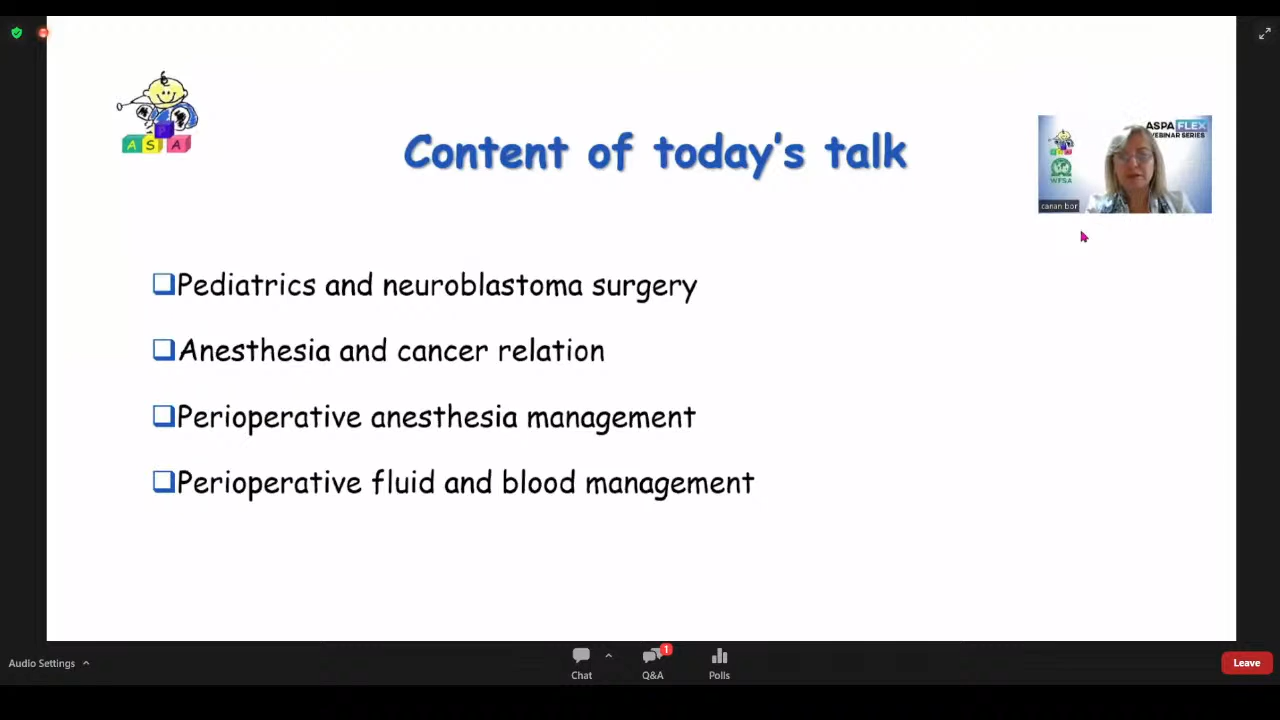 Content of today's talk
P
A S A
ASPA FLEX
WEBINAR SERIES
WFSA
canan bor
Pediatrics and neuroblastoma surgery
Anesthesia and cancer relation
Perioperative anesthesia management
Perioperative fluid and blood management
Audio Settings
Chat
1
Q&A
Polls
Leave